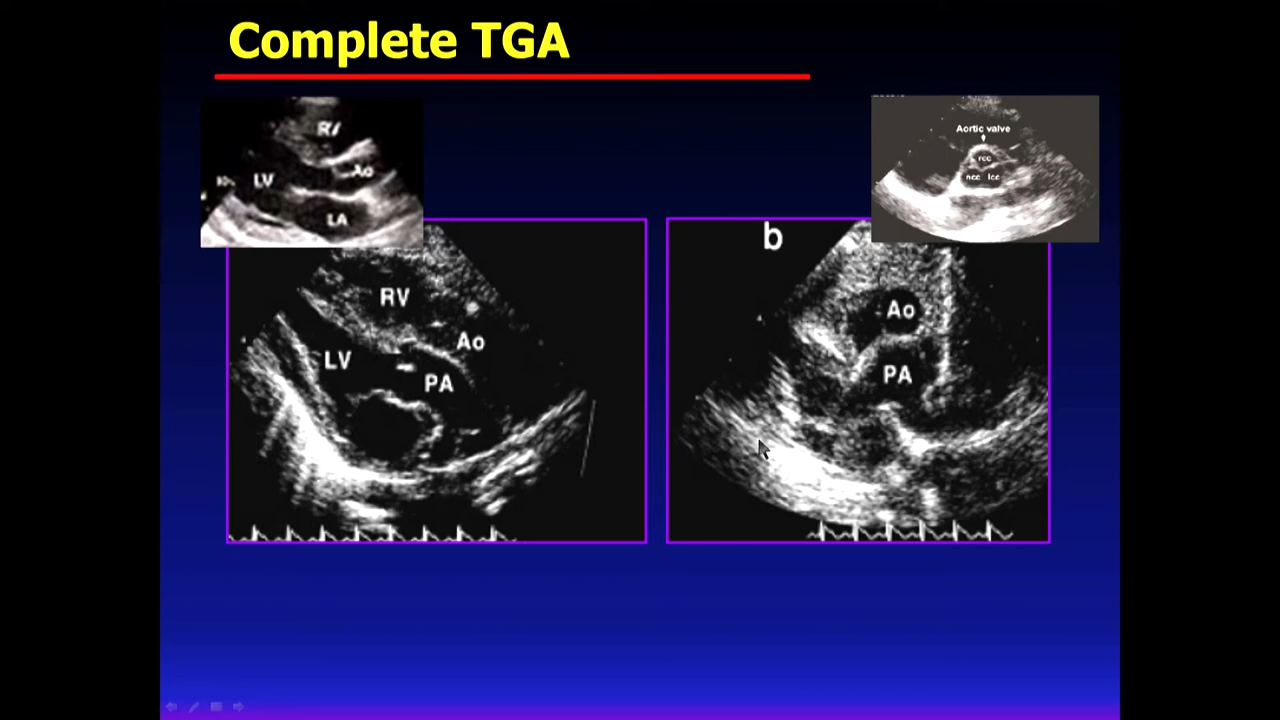 Complete TGA
RV
LV
Ao
LA
Aortic valve
rcc
ncc lcc
RV
Ao
LV
PA
b
Ao
PA